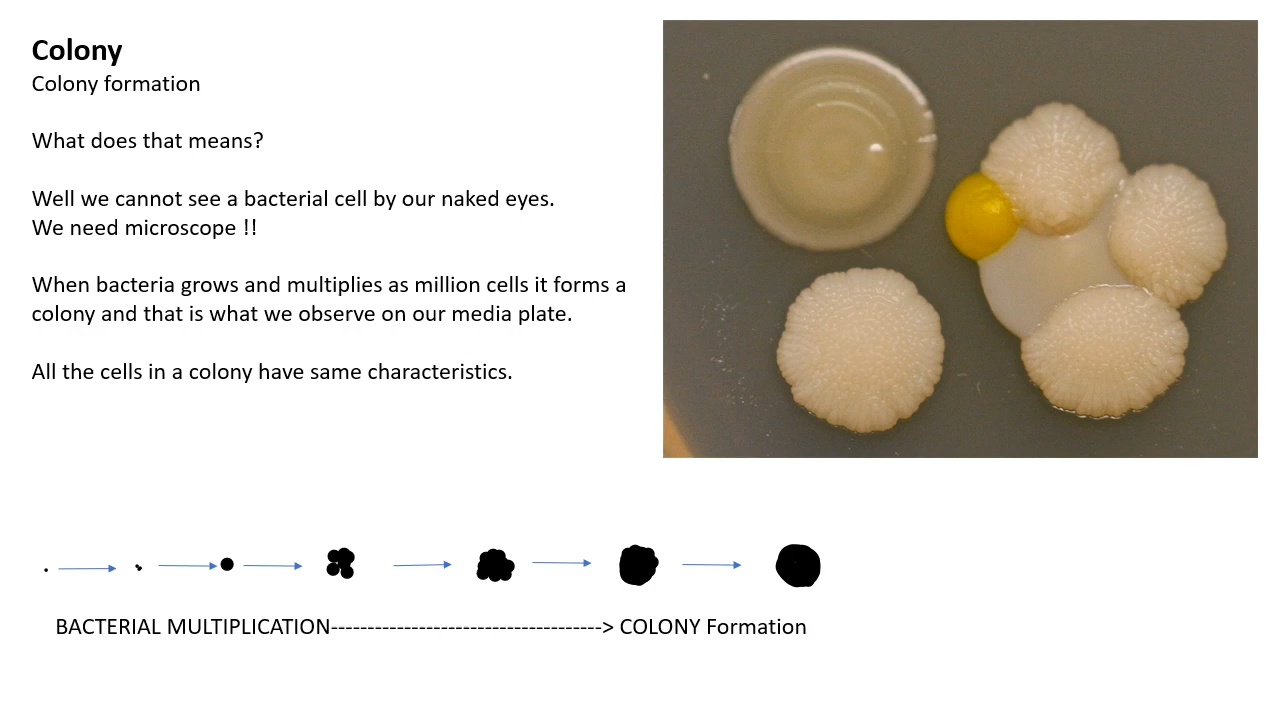 Colony
Colony formation
What does that means?
Well we cannot see a bacterial cell by our naked eyes.
We need microscope !!
When bacteria grows and multiplies as million cells it forms a
colony and that is what we observe on our media plate.
All the cells in a colony have same characteristics.
BACTERIAL MULTIPLICATION-------------------------------------> COLONY Formation